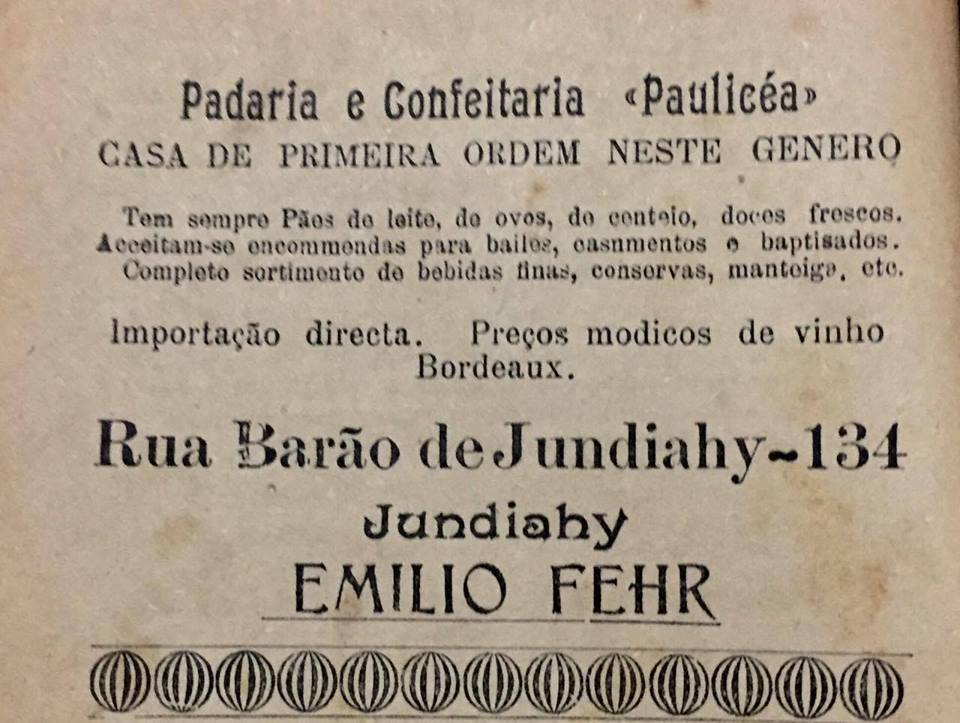 Padaria e Confeitaria «Paulicéa»
CASA DE PRIMEIRA ORDEM NESTE GENERO
Tem sempre Pães de leite, de ovos, de centeio, doces frescos.
Acceitam-se encommendas para bailes, casamentos e baptisados.
Completo sortimento de bebidas finas, conservas, manteiga, etc.
Importação directa. Preços modicos de vinho
Bordeaux.
Rua Barão de Jundiahy~134
Jundiahy
EMILIO FEHR